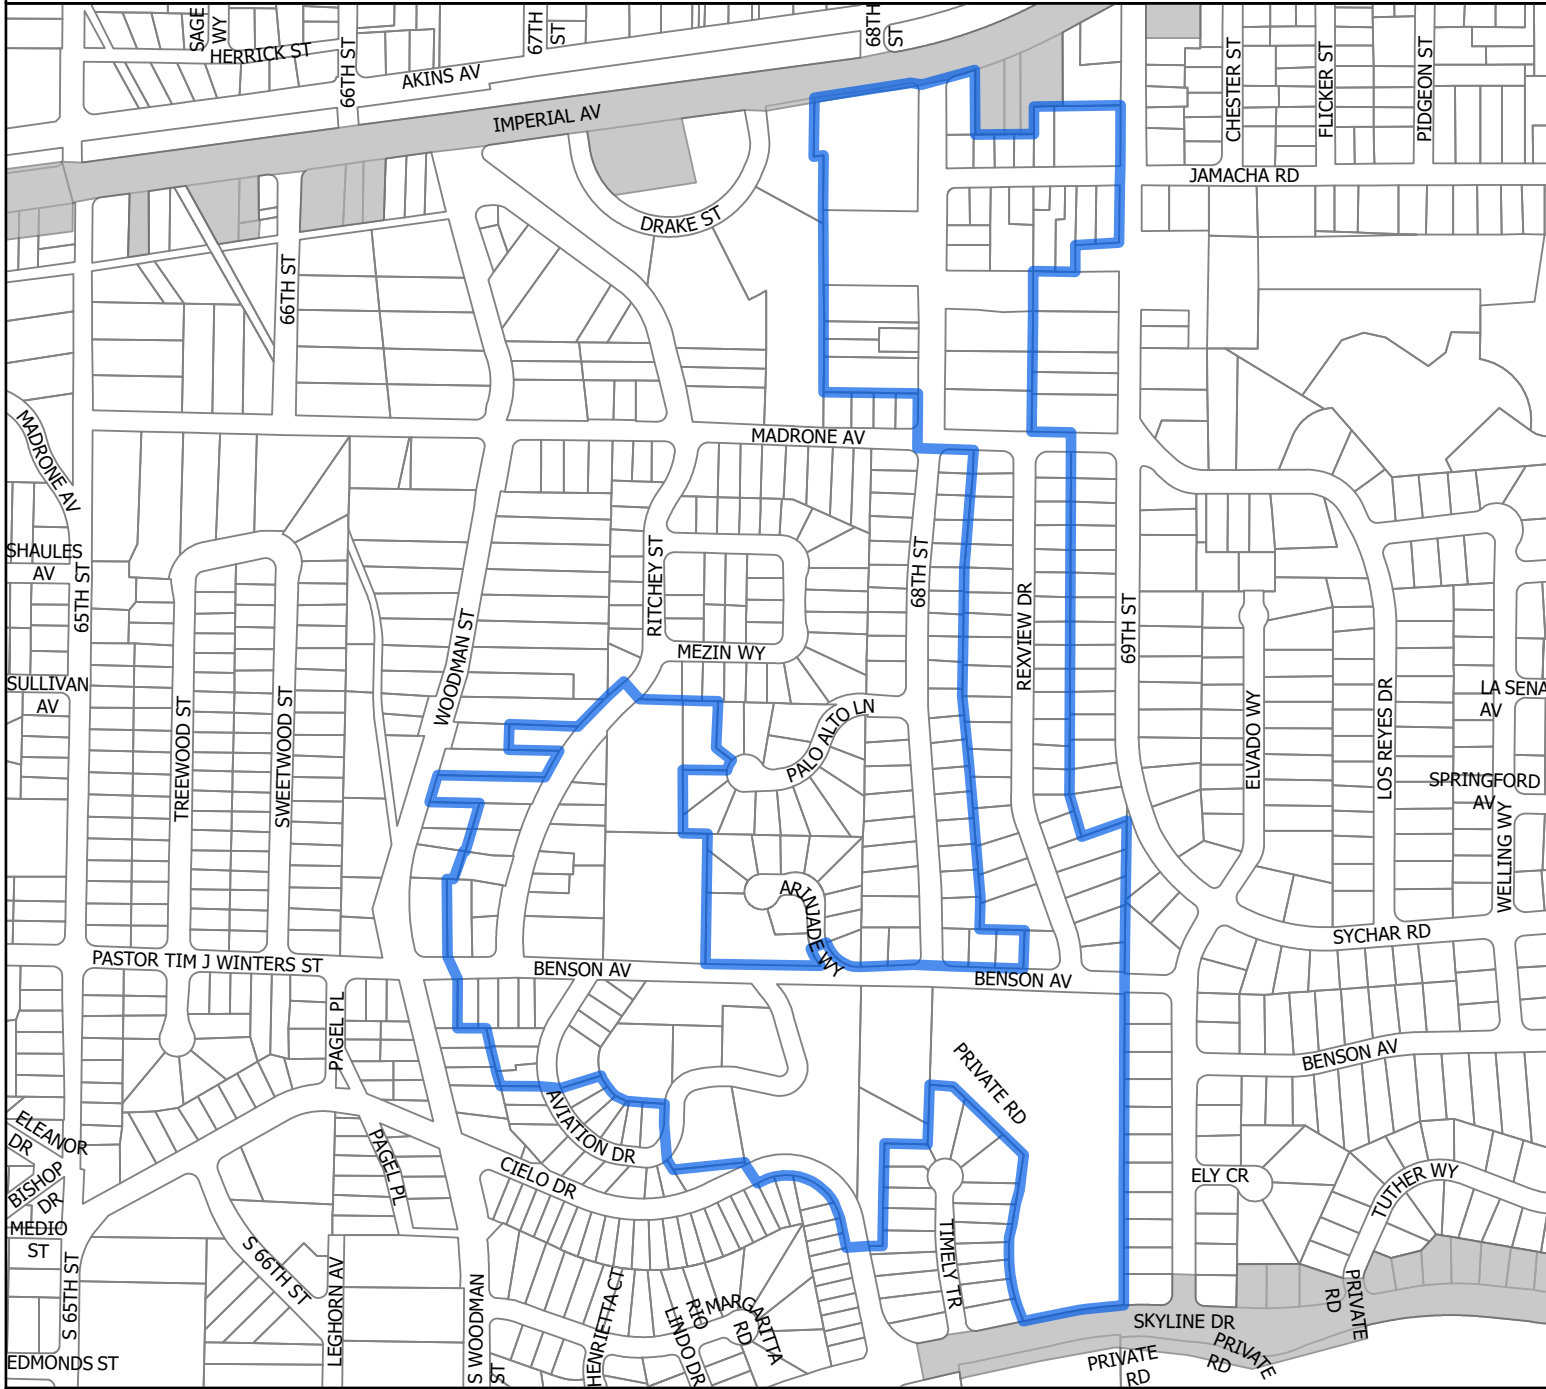 SAGE
WY
HERRICK ST
66TH ST
67TH
ST
68TH
ST
AKINS AV
IMPERIAL AV
CHESTER ST
FLICKER ST
PIDGEON ST
JAMACHA RD
DRAKE ST
66TH ST
MADRONE AV
MADRONE AV
SHAULES
AV
65TH ST
RITCHEY ST
68TH ST
REXVIEW DR
69TH ST
WOODMAN ST
MEZIN WY
SULLIVAN
AV
TREEWOOD ST
SWEETWOOD ST
PALO ALTO LN
ELVADO WY
LOS REYES DR
LA SENA
AV
SPRINGFORD
AV
WELLING WY
ARINJADE WY
SYCHAR RD
PASTOR TIM J WINTERS ST
BENSON AV
BENSON AV
PAGEL PL
BENSON AV
PRIVATE RD
AVIATION DR
ELEANOR
DR
PAGEL PL
BISHOP
DR
CIELO DR
ELY CR
TUTHER WY
MEDIO
ST
S 65TH ST
S 66TH ST
LEGHORN AV
TIMELY TR
S WOODMAN
ST
HENRIETTA CT
RIO
LINDO DR
MARGARITTA
RD
SKYLINE DR
PRIVATE
RD
PRIVATE
RD
PRIVATE
RD
EDMONDS ST